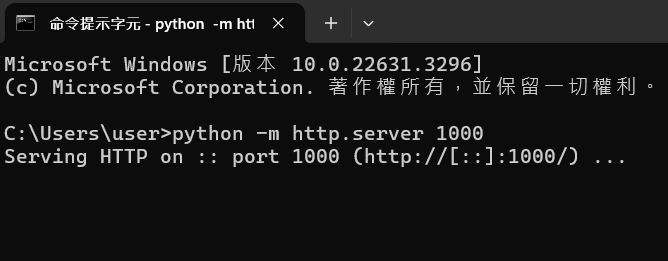 命令提示字元 - python -m htt
Microsoft Windows [版本 10.0.22631.3296]
(c) Microsoft Corporation. 著作權所有，並保留一切權利。
C:\Users\user>python -m http.server 1000
Serving HTTP on :: port 1000 (http://[::]:1000/) ...